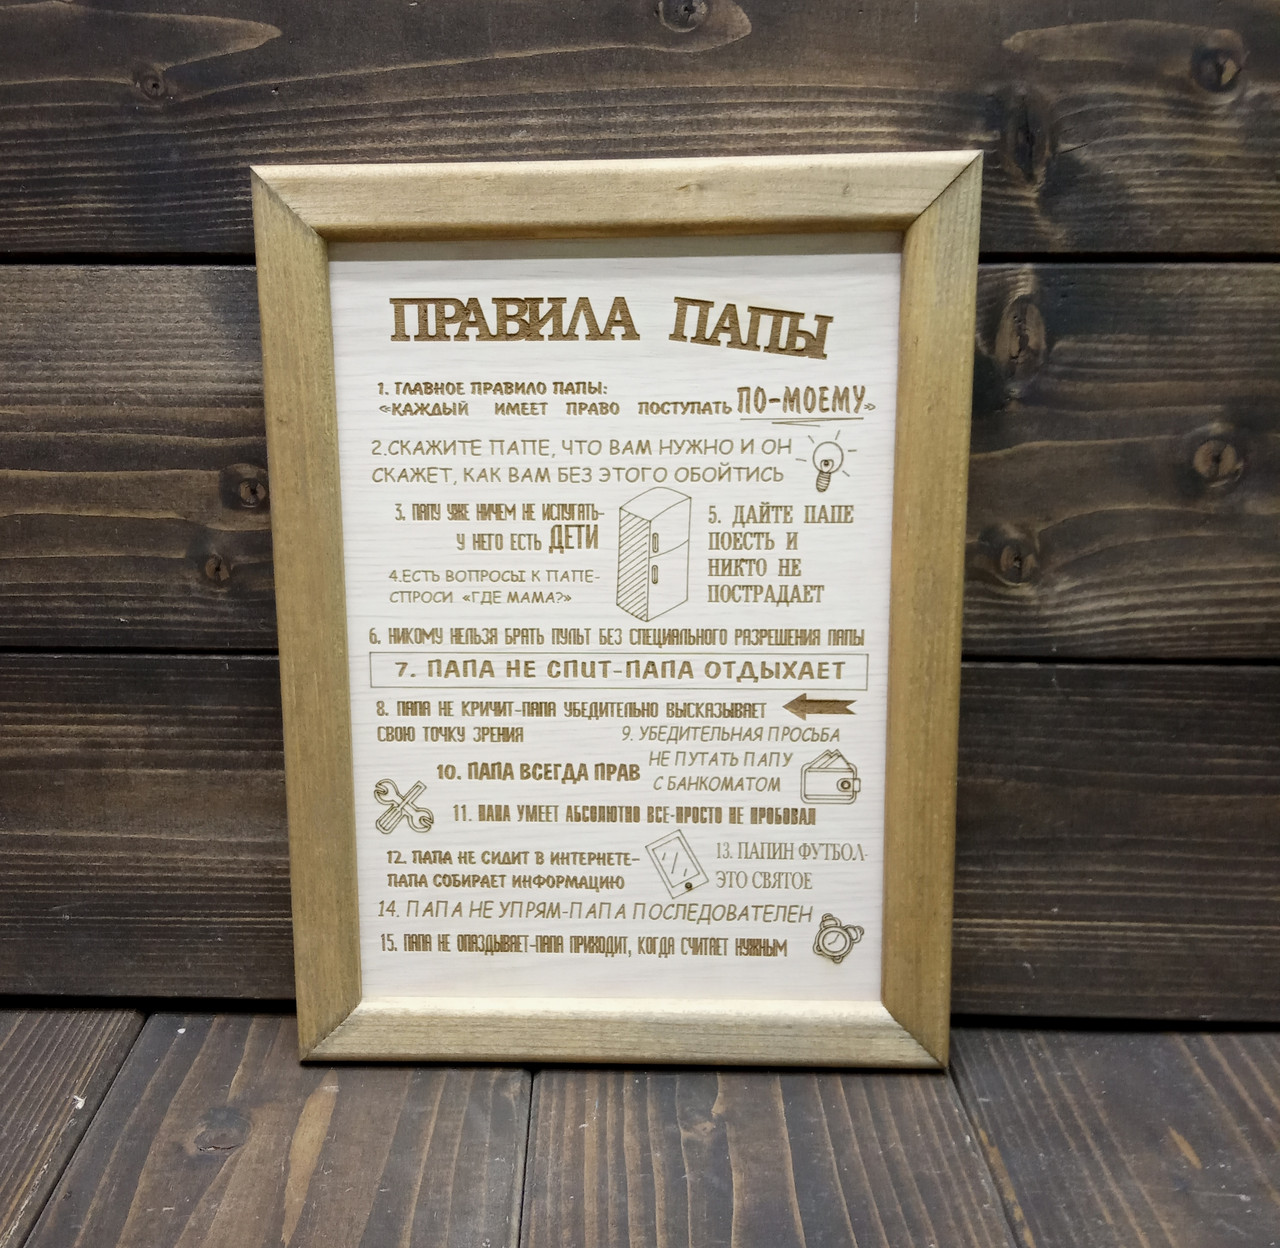 ПРАВИЛА ПАПЫ
1. ГЛАВНОЕ ПРАВИЛО ПАПЫ:
«КАЖДЫЙ ИМЕЕТ ПРАВО ПОСТУПАТЬ ПО-МОЕМУ»
2.СКАЖИТЕ ПАПЕ, ЧТО ВАМ НУЖНО И ОН
СКАЖЕТ, КАК ВАМ БЕЗ ЭТОГО ОБОЙТИСЬ
3. ПАПУ УЖЕ НИЧЕМ НЕ ИСПУГАТЬ-
У НЕГО ЕСТЬ ДЕТИ
4.ЕСТЬ ВОПРОСЫ К ПАПЕ-
СПРОСИ «ГДЕ МАМА?»
5. ДАЙТЕ ПАПЕ
ПОЕСТЬ И
НИКТО НЕ
ПОСТРАДАЕТ
6. НИКОМУ НЕЛЬЗЯ БРАТЬ ПУЛЬТ БЕЗ СПЕЦИАЛЬНОГО РАЗРЕШЕНИЯ ПАПЫ
7. ПАПА НЕ СПИТ-ПАПА ОТДЫХАЕТ
8. ПАПА НЕ КРИЧИТ-ПАПА УБЕДИТЕЛЬНО ВЫСКАЗЫВАЕТ
СВОЮ ТОЧКУ ЗРЕНИЯ
9. УБЕДИТЕЛЬНАЯ ПРОСЬБА
НЕ ПУТАТЬ ПАПУ
С БАНКОМАТОМ
10. ПАПА ВСЕГДА ПРАВ
11. ПАПА УМЕЕТ АБСОЛЮТНО ВСЕ-ПРОСТО НЕ ПРОБОВАЛ
12. ПАПА НЕ СИДИТ В ИНТЕРНЕТЕ-
ПАПА СОБИРАЕТ ИНФОРМАЦИЮ
13. ПАПИН ФУТБОЛ-
ЭТО СВЯТОЕ
14. ПАПА НЕ УПРЯМ-ПАПА ПОСЛЕДОВАТЕЛЕН
15. ПАПА НЕ ОПАЗДЫВАЕТ-ПАПА ПРИХОДИТ, КОГДА СЧИТАЕТ НУЖНЫМ